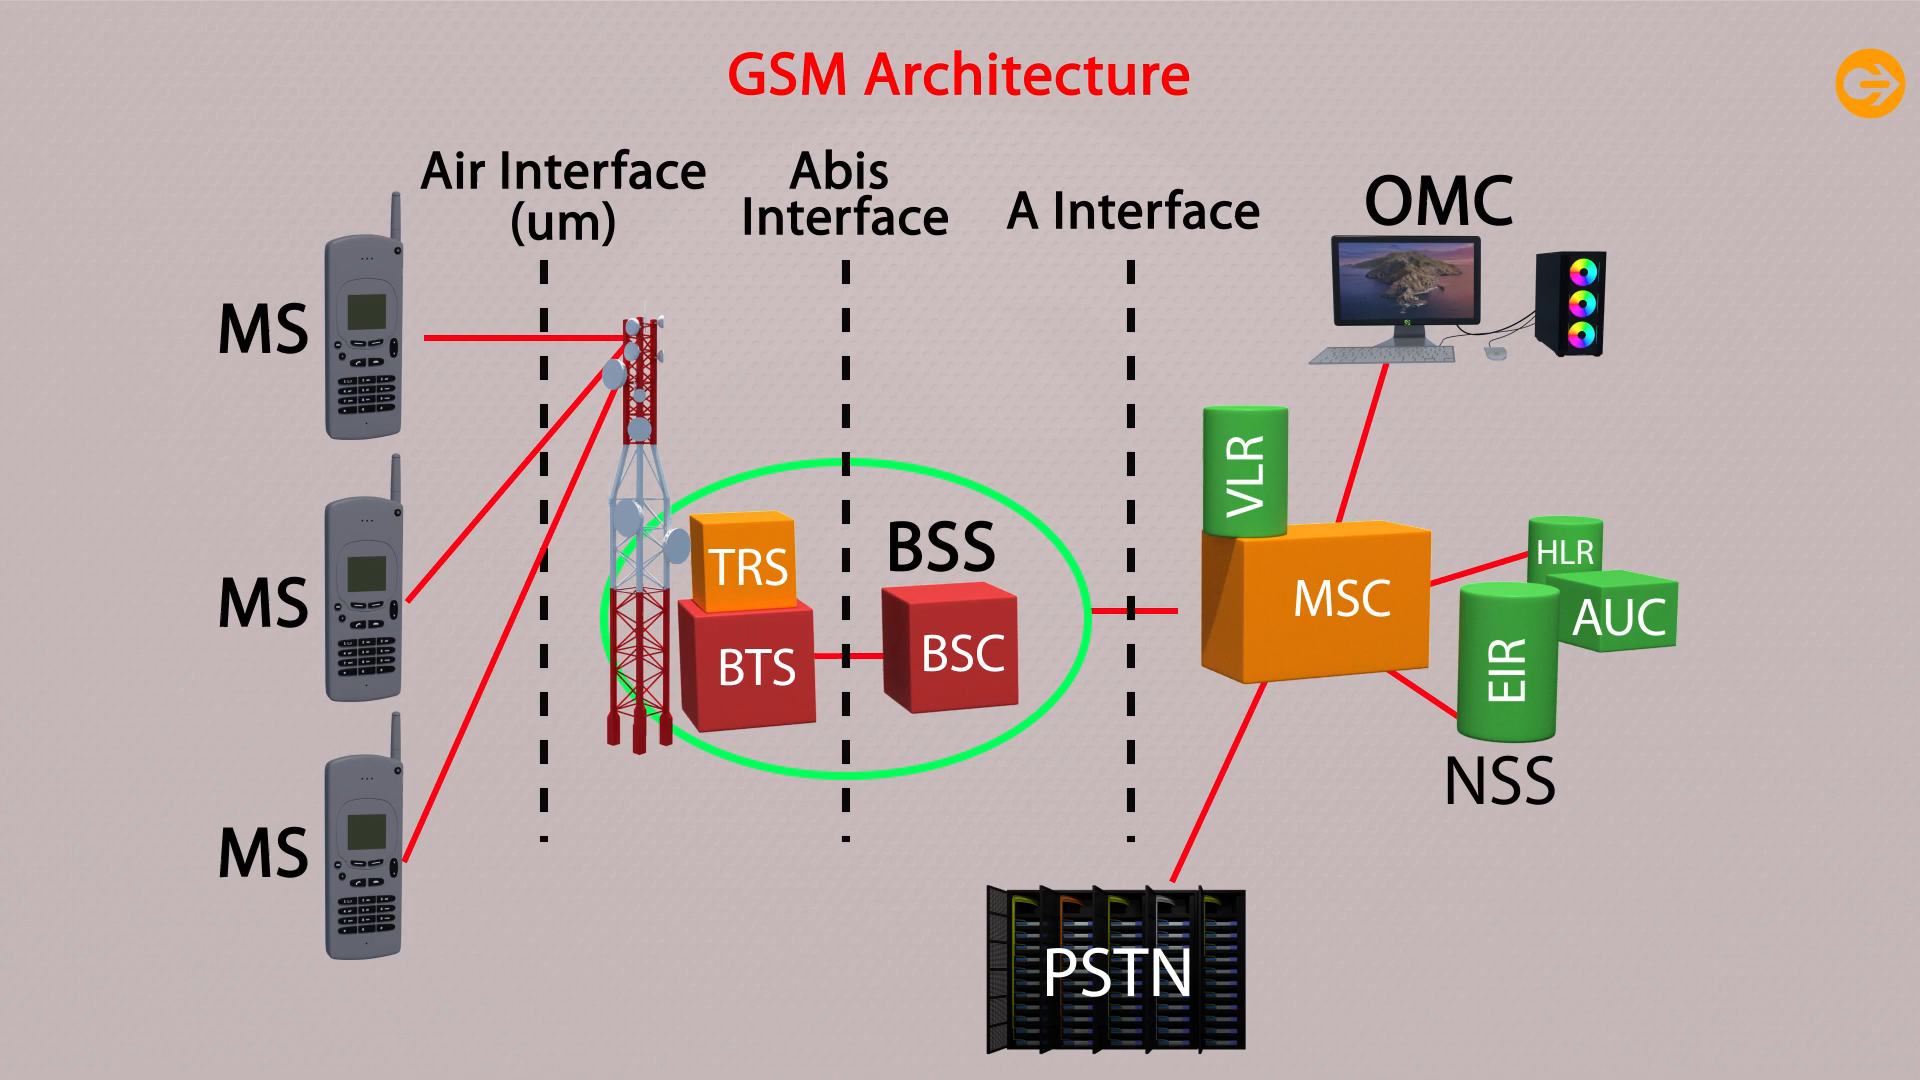 GSM Architecture
Air Interface
(um)
Abis
Interface
A Interface
OMC
MS
MS
MS
TRS
BTS
BSS
BSC
VLR
MSC
HLR
AUC
EIR
NSS
PSTN